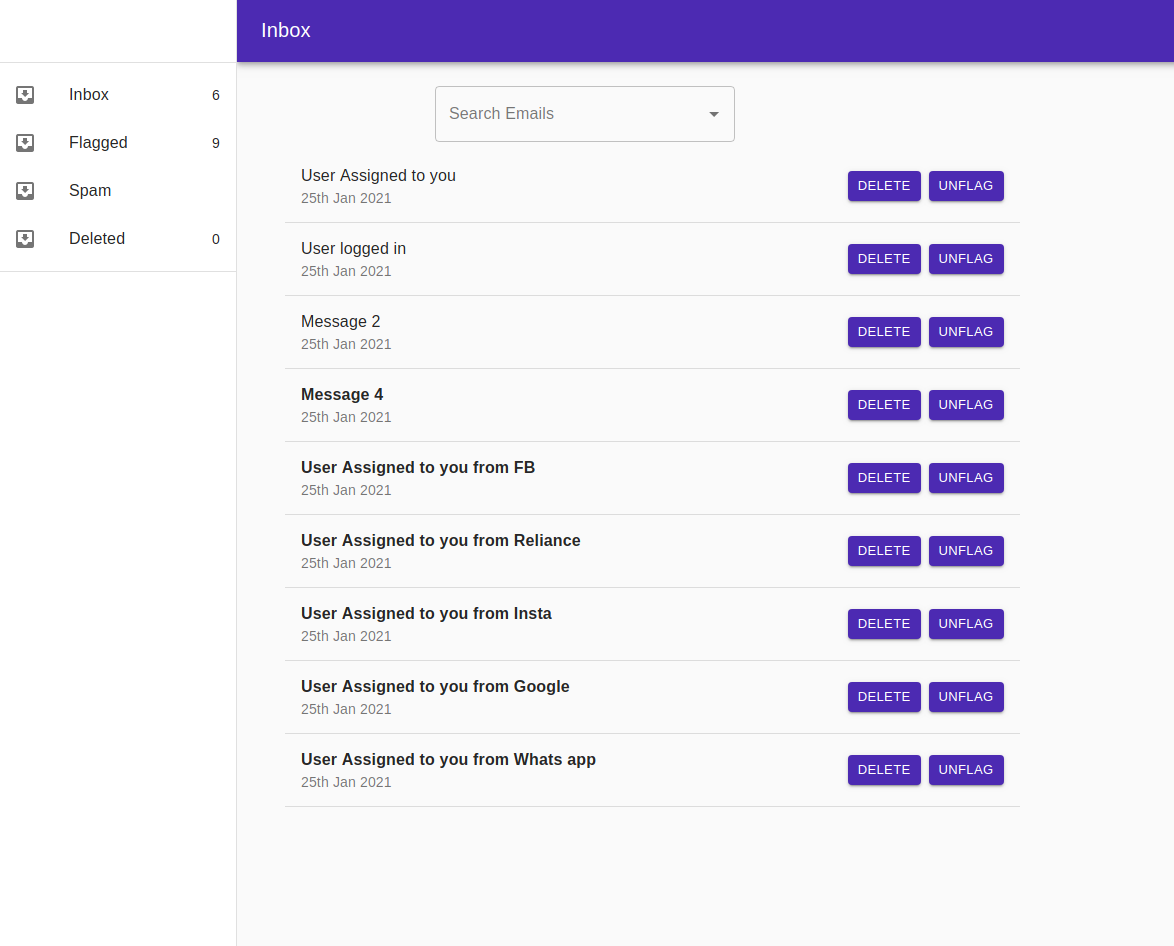 Inbox
Inbox 6
Flagged 9
Spam
Deleted 0
Search Emails
User Assigned to you
25th Jan 2021
DELETE UNFLAG
User logged in
25th Jan 2021
DELETE UNFLAG
Message 2
25th Jan 2021
DELETE UNFLAG
Message 4
25th Jan 2021
DELETE UNFLAG
User Assigned to you from FB
25th Jan 2021
DELETE UNFLAG
User Assigned to you from Reliance
25th Jan 2021
DELETE UNFLAG
User Assigned to you from Insta
25th Jan 2021
DELETE UNFLAG
User Assigned to you from Google
25th Jan 2021
DELETE UNFLAG
User Assigned to you from Whats app
25th Jan 2021
DELETE UNFLAG